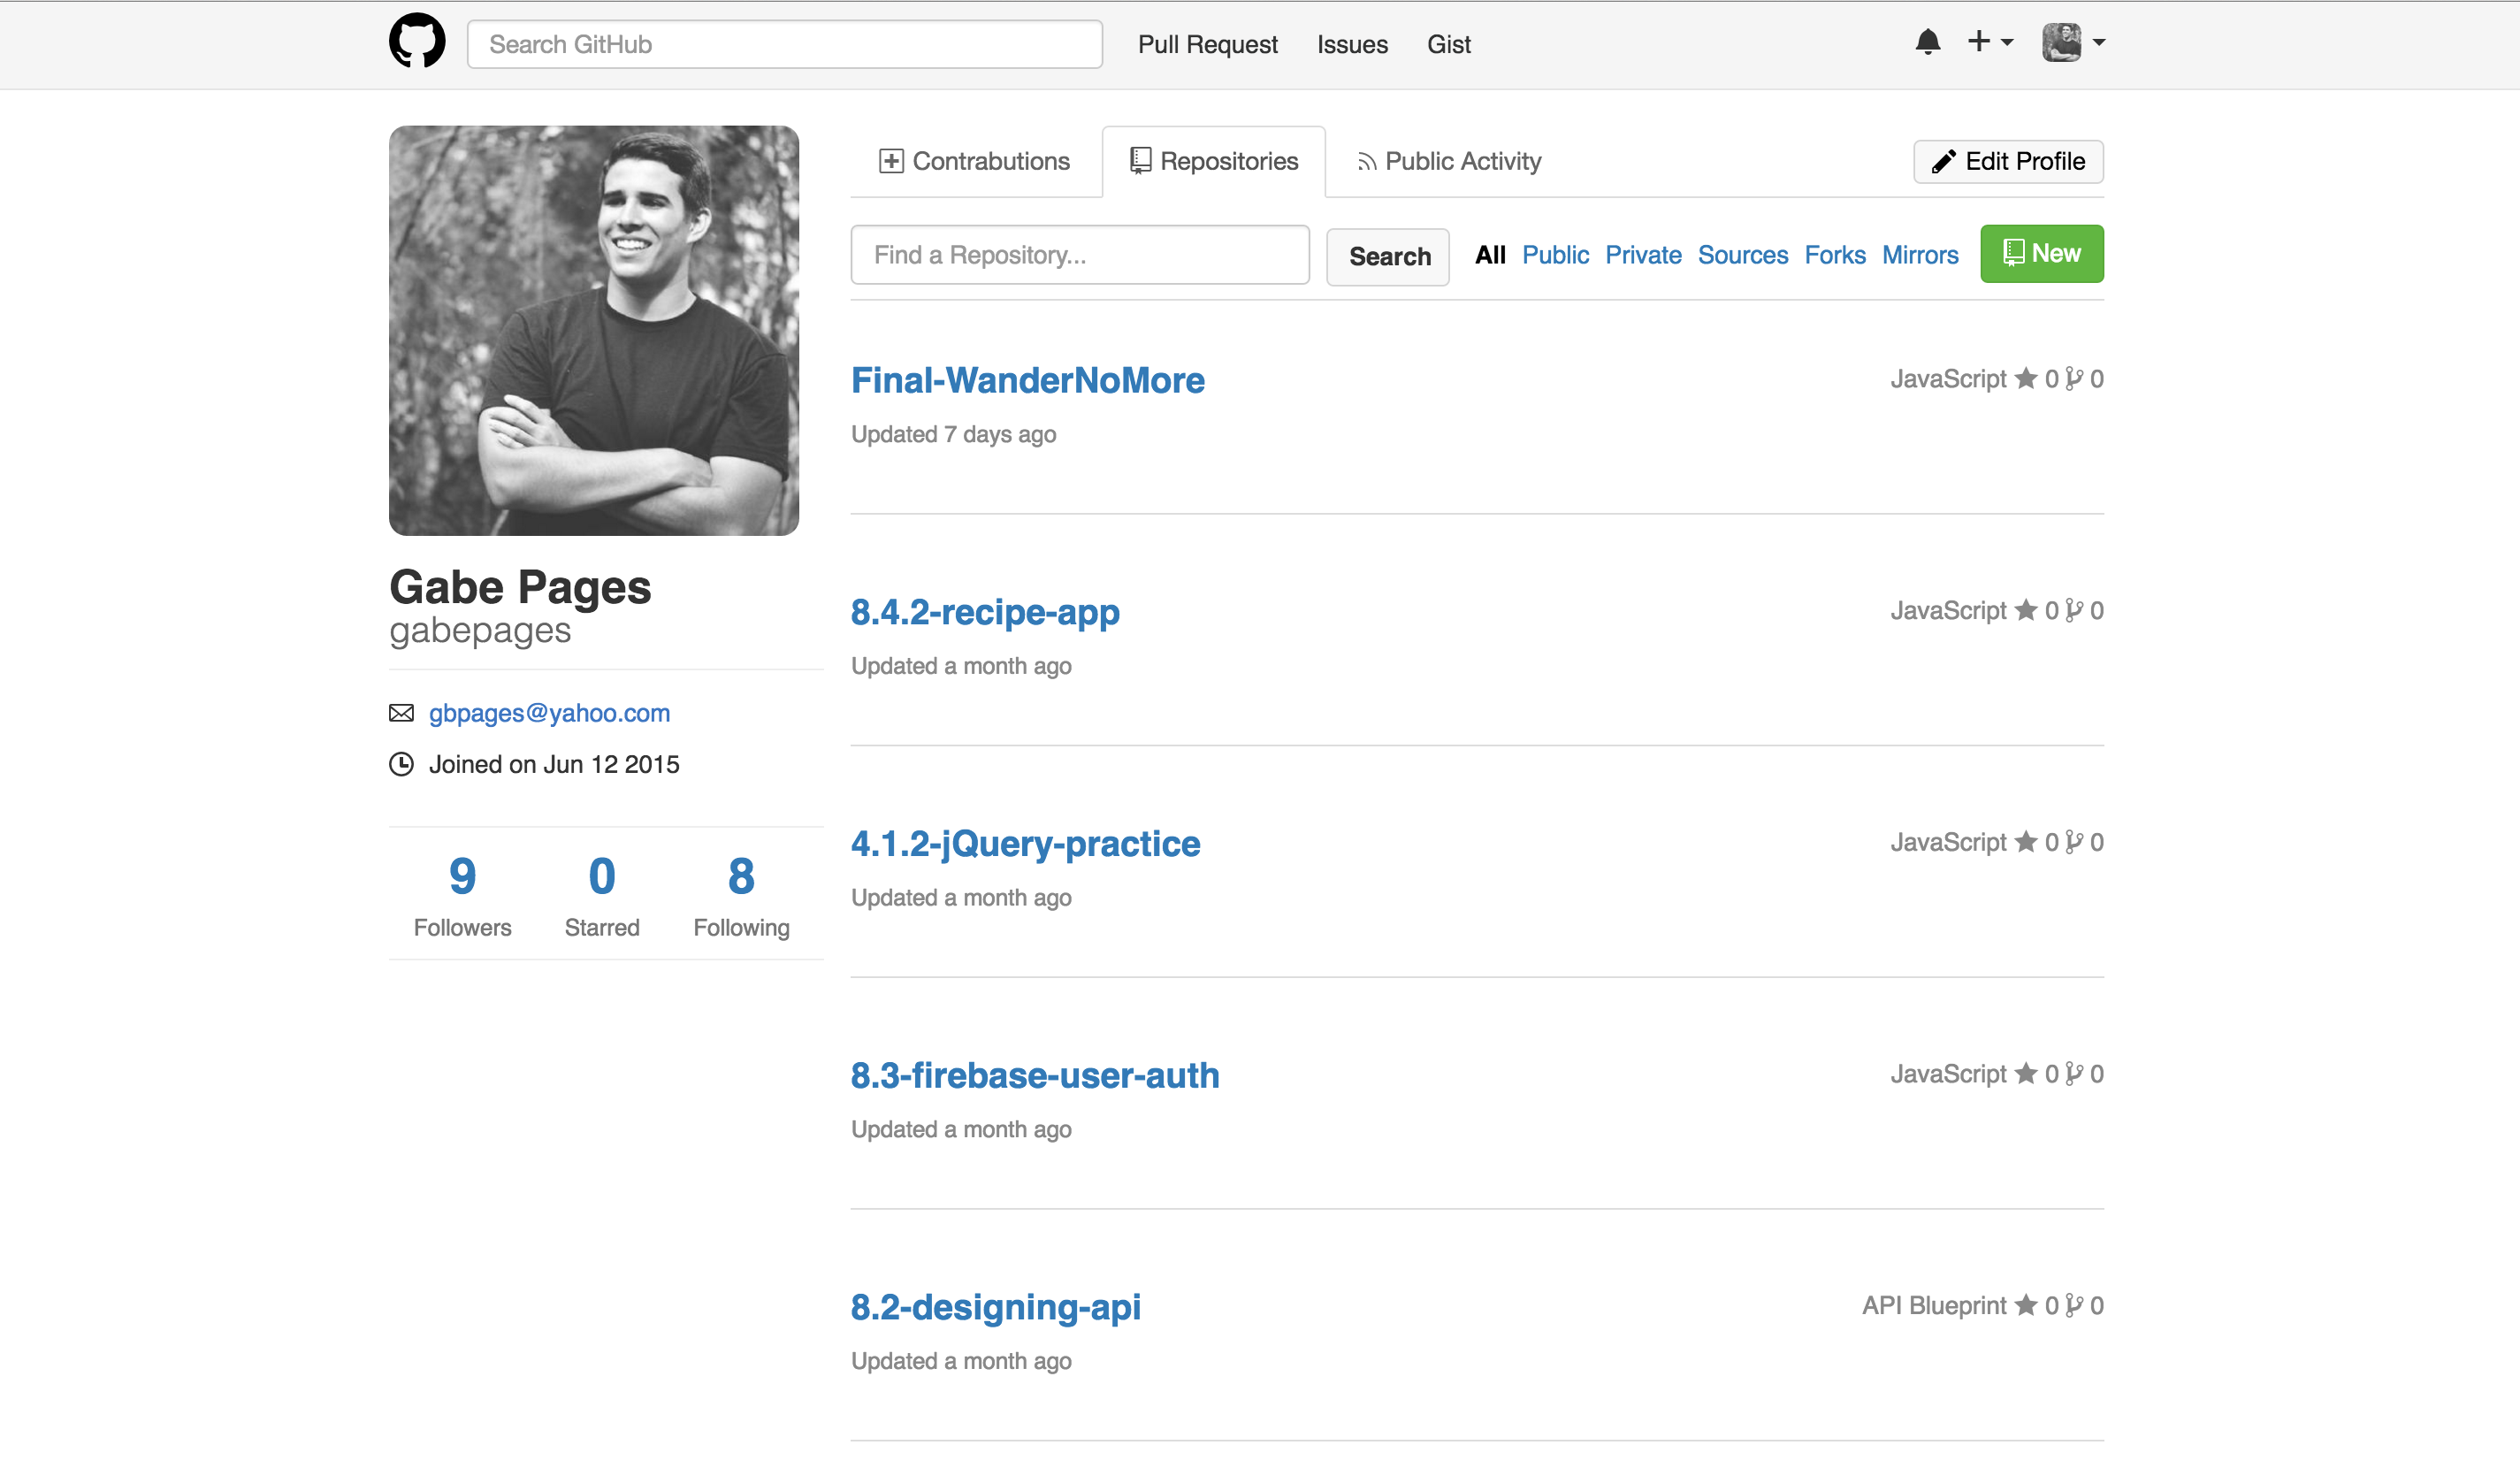 Search GitHub Pull Request Issues Gist
Contrabutions Repositories Public Activity Edit Profile
Find a Repository... Search All Public Private Sources Forks Mirrors New
Final-WanderNoMore JavaScript 0 0
Updated 7 days ago
Gabe Pages
gabepages
gbpages@yahoo.com
Joined on Jun 12 2015
9 0 8
Followers Starred Following
8.4.2-recipe-app JavaScript 0 0
Updated a month ago
4.1.2-jQuery-practice JavaScript 0 0
Updated a month ago
8.3-firebase-user-auth JavaScript 0 0
Updated a month ago
8.2-designing-api API Blueprint 0 0
Updated a month ago